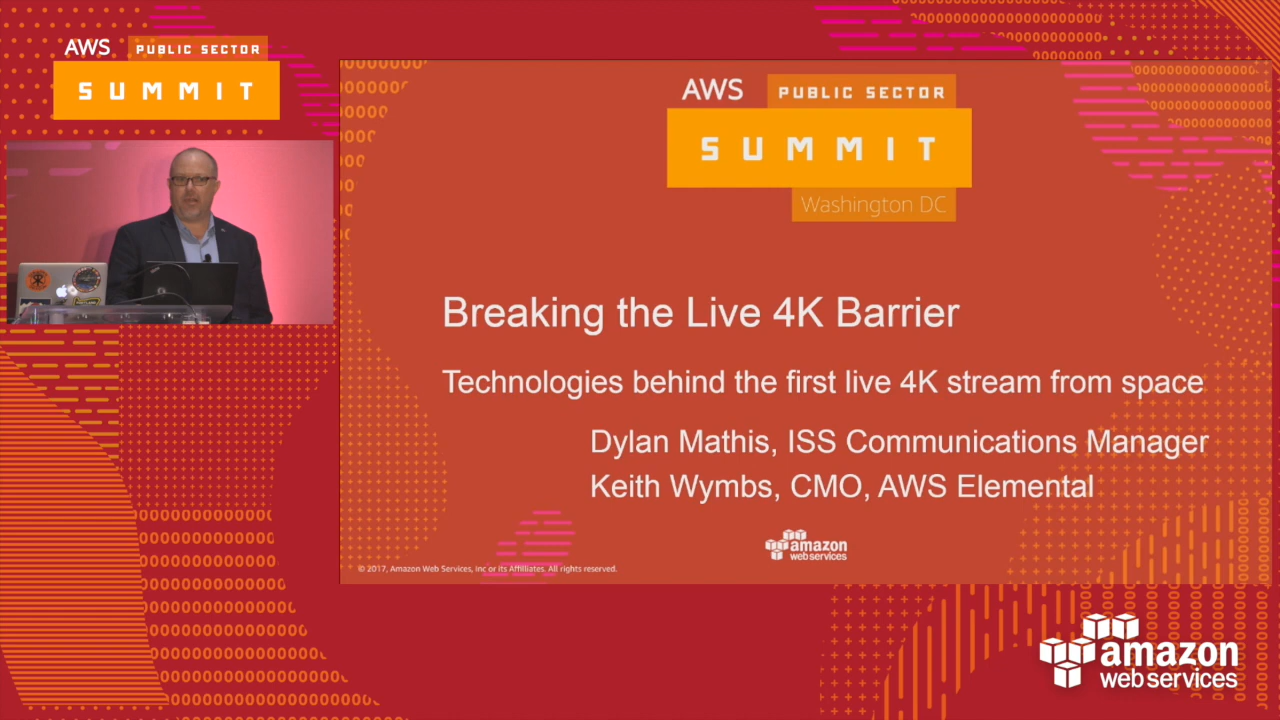 AWS PUBLIC SECTOR
SUMMIT
AWS PUBLIC SECTOR
SUMMIT
Washington DC
Breaking the Live 4K Barrier
Technologies behind the first live 4K stream from space
Dylan Mathis, ISS Communications Manager
Keith Wymbs, CMO, AWS Elemental
amazon
web services
© 2017, Amazon Web Services, Inc or its Affiliates. All rights reserved.
amazon
web services